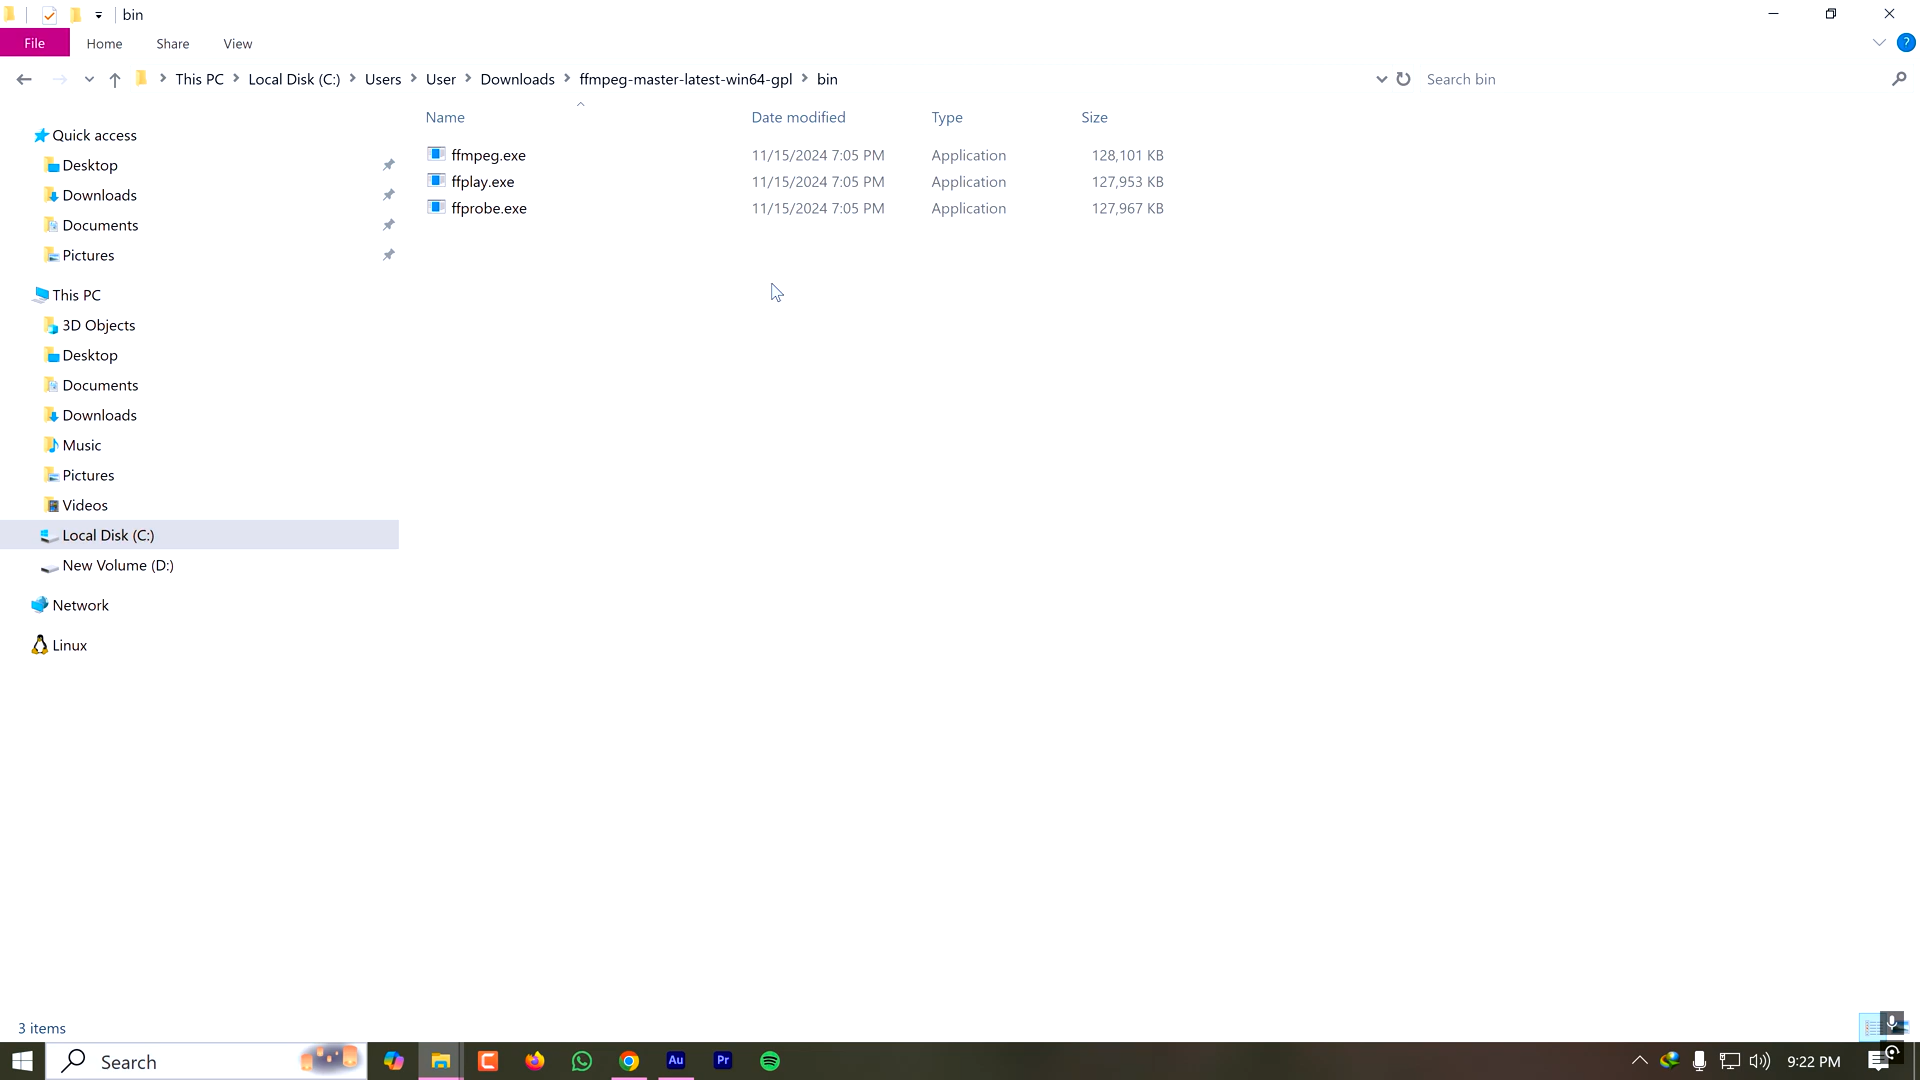 bin
File Home Share View
This PC Local Disk (C:) Users User Downloads ffmpeg-master-latest-win64-gpl bin Search bin
Name Date modified Type Size
ffmpeg.exe 11/15/2024 7:05 PM Application 128,101 KB
ffplay.exe 11/15/2024 7:05 PM Application 127,953 KB
ffprobe.exe 11/15/2024 7:05 PM Application 127,967 KB
Quick access
Desktop
Downloads
Documents
Pictures
This PC
3D Objects
Desktop
Documents
Downloads
Music
Pictures
Videos
Local Disk (C:)
New Volume (D:)
Network
Linux
3 items
Search Au Pr 9:22 PM